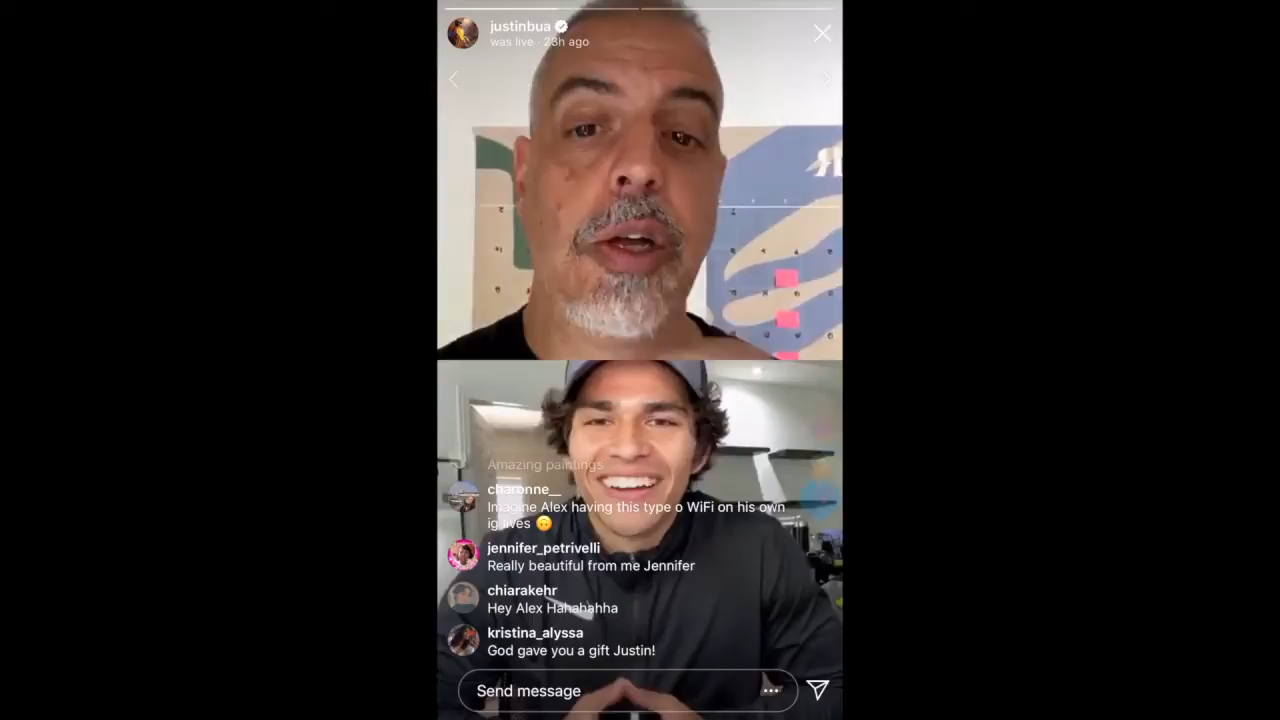 justinbua
was live · 23h ago
Amazing paintings
charonne__
Imagine Alex having this type o WiFi on his own
ig lives 🙃
jennifer_petrivelli
Really beautiful from me Jennifer
chiarakehr
Hey Alex Hahahahha
kristina_alyssa
God gave you a gift Justin!
Send message